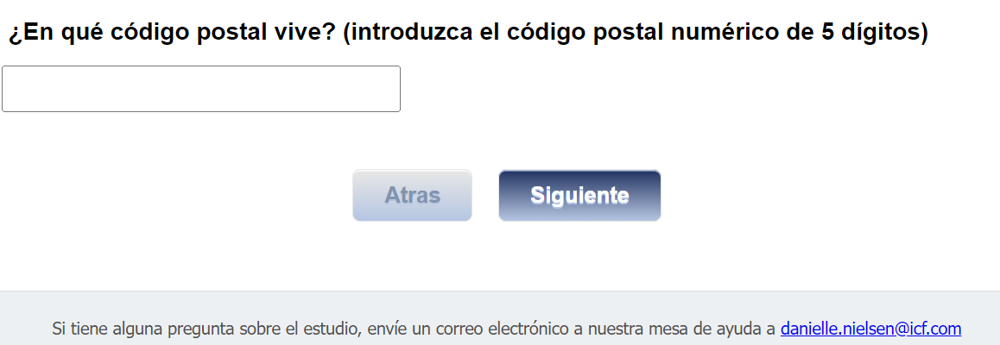 ¿En qué código postal vive? (introduzca el código postal numérico de 5 dígitos)
Atras
Siguiente
Si tiene alguna pregunta sobre el estudio, envíe un correo electrónico a nuestra mesa de ayuda a danielle.nielsen@icf.com